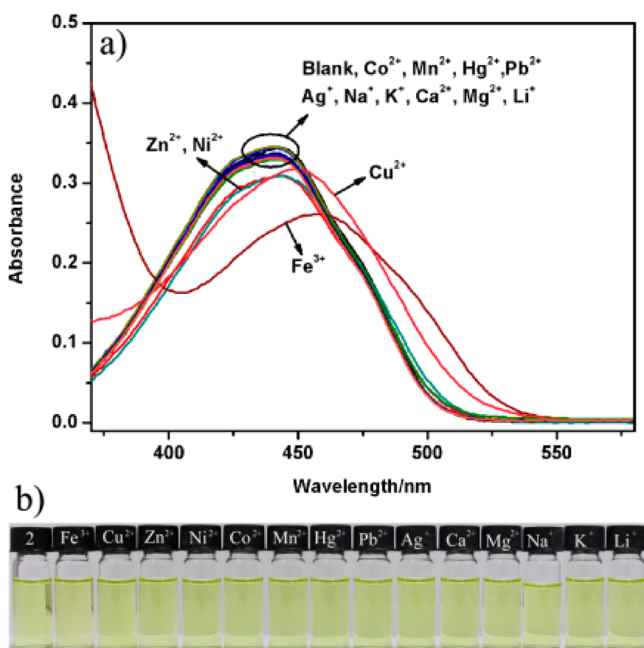 a)
0.5
0.4
0.3
0.2
0.1
0.0
Absorbance
Blank, Co²⁺, Mn²⁺, Hg²⁺,Pb²⁺
Ag⁺, Na⁺, K⁺, Ca²⁺, Mg²⁺, Li⁺
Zn²⁺, Ni²⁺
Cu²⁺
Fe³⁺
400 450 500 550
Wavelength/nm
b)
2 Fe³⁺ Cu²⁺ Zn²⁺ Ni²⁺ Co²⁺ Mn²⁺ Hg²⁺ Pb²⁺ Ag⁺ Ca²⁺ Mg²⁺ Na⁺ K⁺ Li⁺